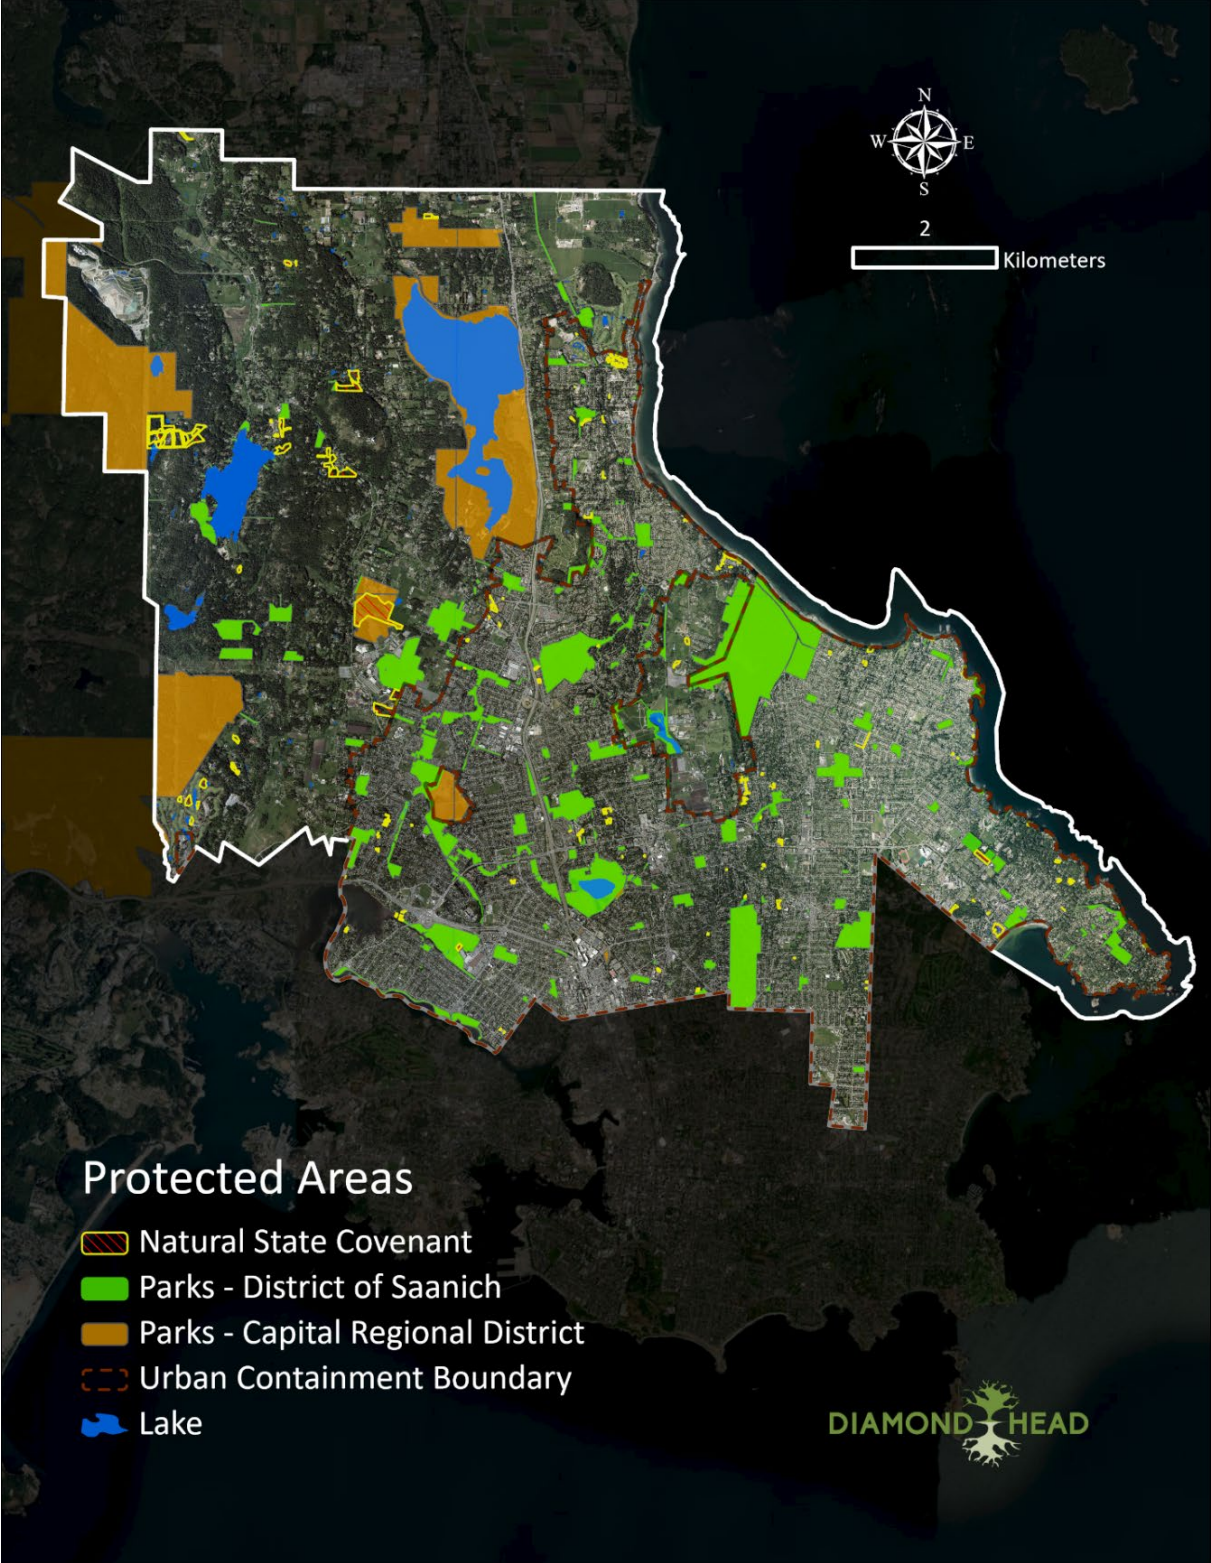 N
W E
S
2
Kilometers
Protected Areas
Natural State Covenant
Parks - District of Saanich
Parks - Capital Regional District
Urban Containment Boundary
Lake
DIAMOND HEAD